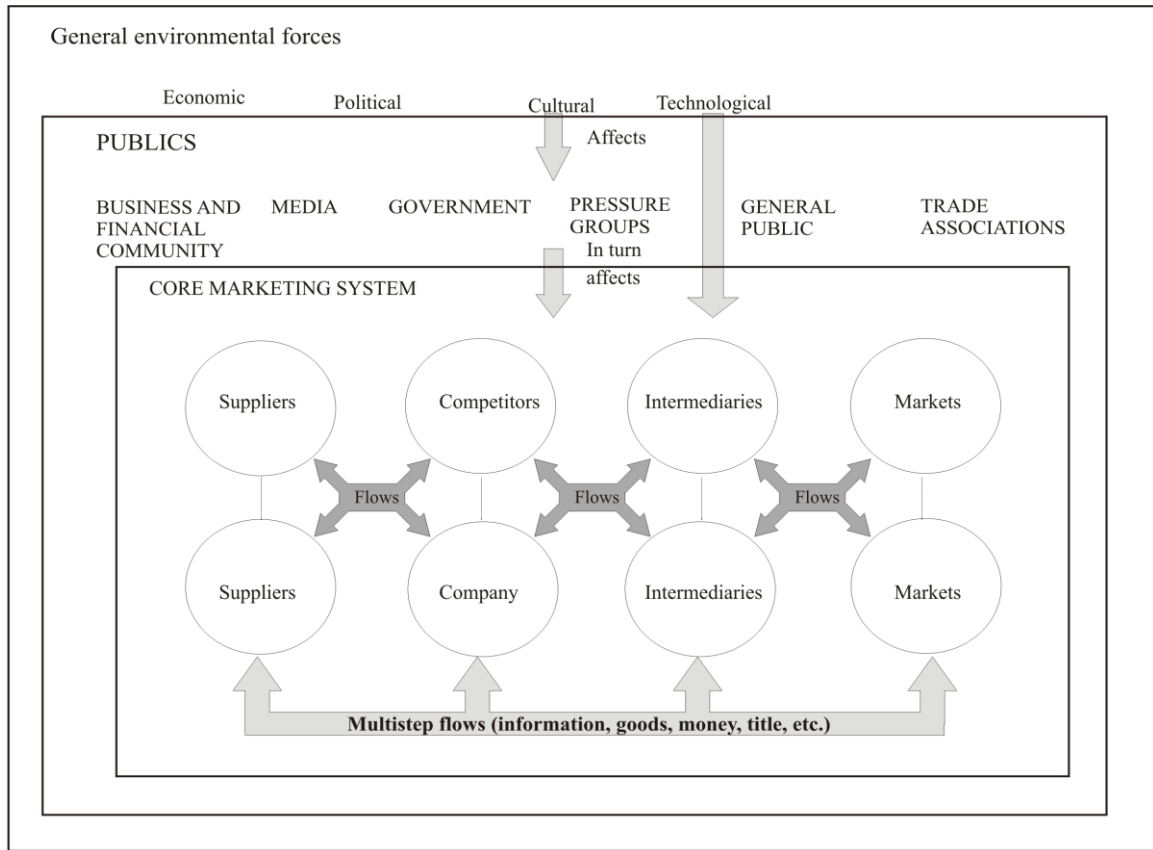 General environmental forces
Economic
Political
Cultural
Technological
Affects
PUBLICS
BUSINESS AND
FINANCIAL
COMMUNITY
MEDIA
GOVERNMENT
PRESSURE
GROUPS
In turn
affects
GENERAL
PUBLIC
TRADE
ASSOCIATIONS
CORE MARKETING SYSTEM
Suppliers
Competitors
Intermediaries
Markets
Flows
Flows
Flows
Suppliers
Company
Intermediaries
Markets
Multistep flows (information, goods, money, title, etc.)